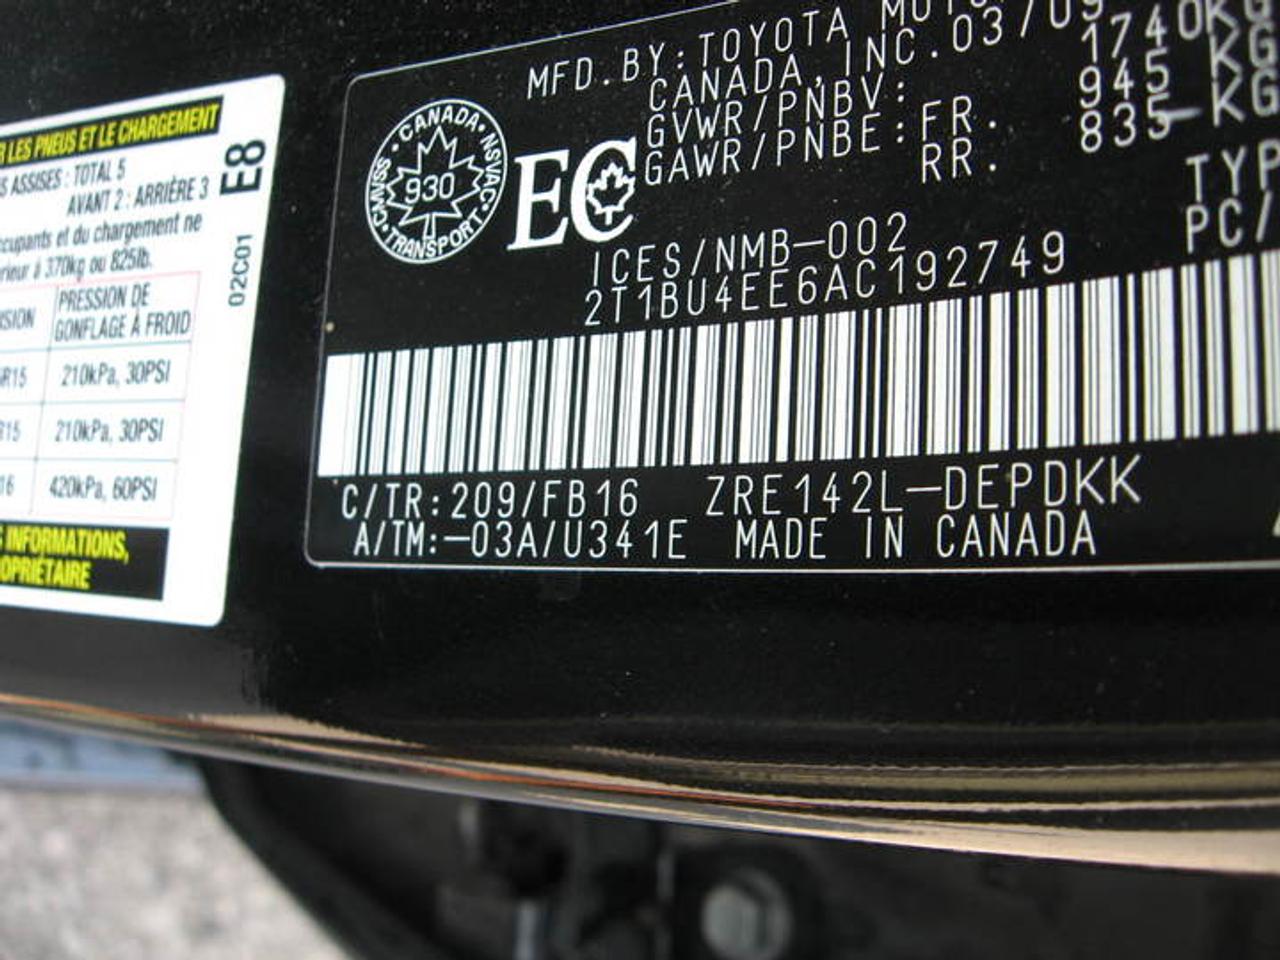 LES PNEUS ET LE CHARGEMENT
ASSISES : TOTAL 5
AVANT 2 : ARRIÈRE 3
et du chargement ne
à 370kg ou 825lb.
PRESSION DE
GONFLAGE À FROID
210kPa, 30PSI
210kPa, 30PSI
420kPa, 60PSI
INFORMATIONS,
E8
02C01
MFD.BY:TOYOTA
CANADA, INC.03/09
GVWR/PNBV: 1740KG
GAWR/PNBE:FR. 945 KG
RR. 835 KG
CANADA
CMVSS
930
NSVAC
TRANSPORT
EC
ICES/NMB-002
2T1BU4EE6AC192749
PC/
C/TR:209/FB16 ZRE142L-DEPDKK
A/TM:-03A/U341E MADE IN CANADA